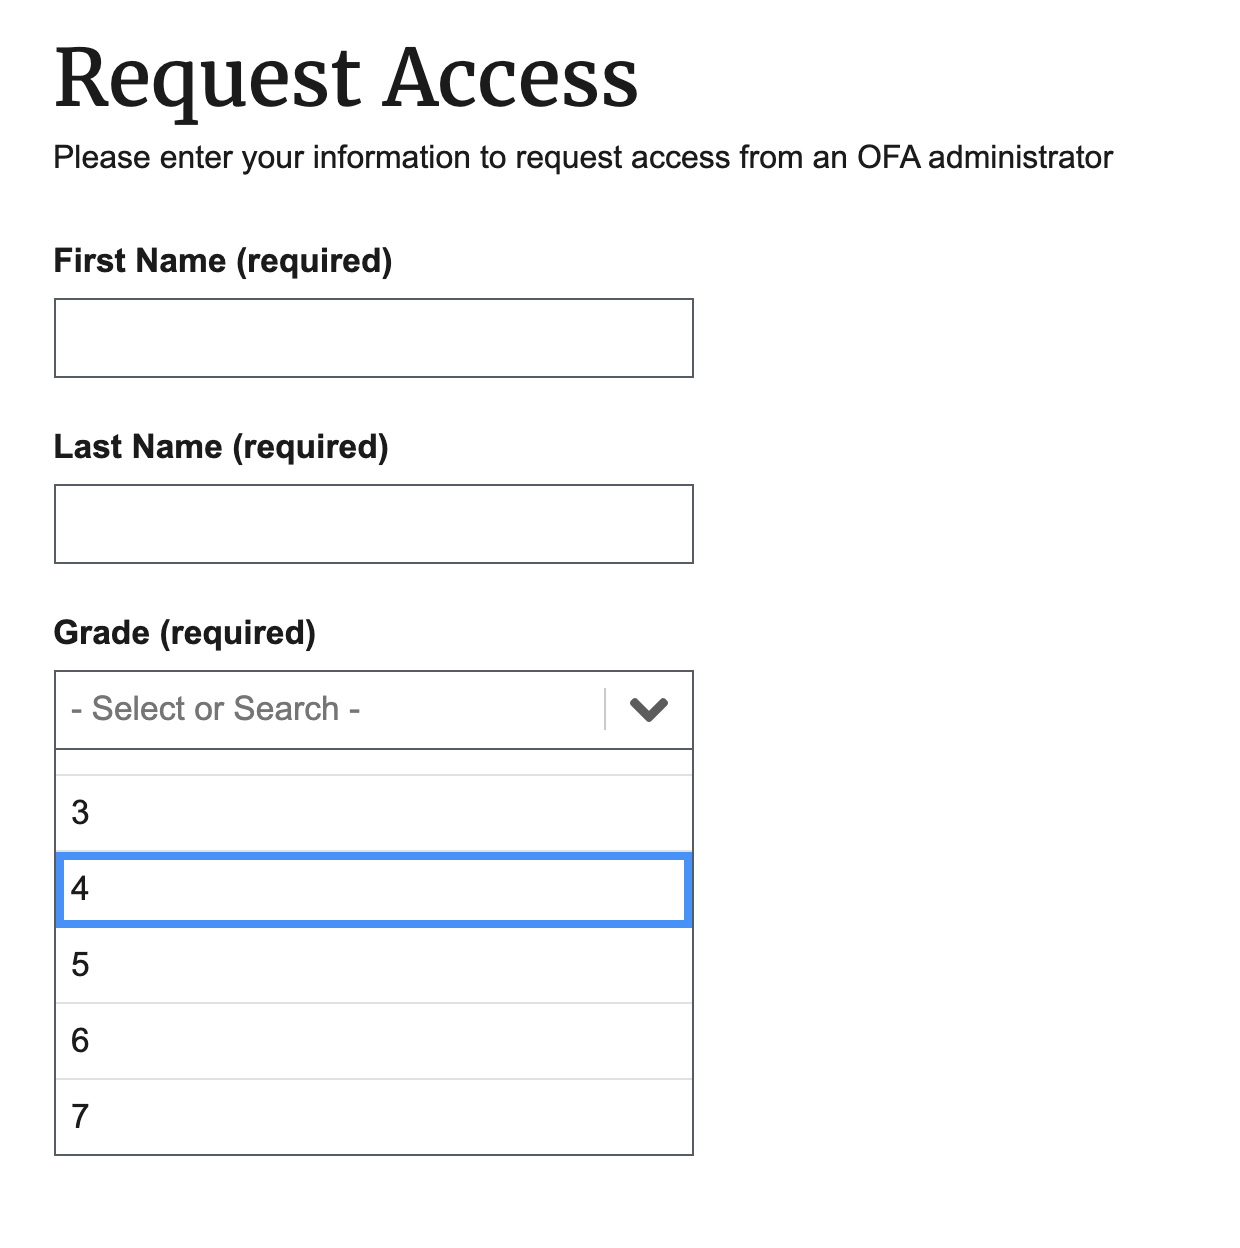 Request Access
Please enter your information to request access from an OFA administrator
First Name (required)
Last Name (required)
Grade (required)
- Select or Search -
3
4
5
6
7